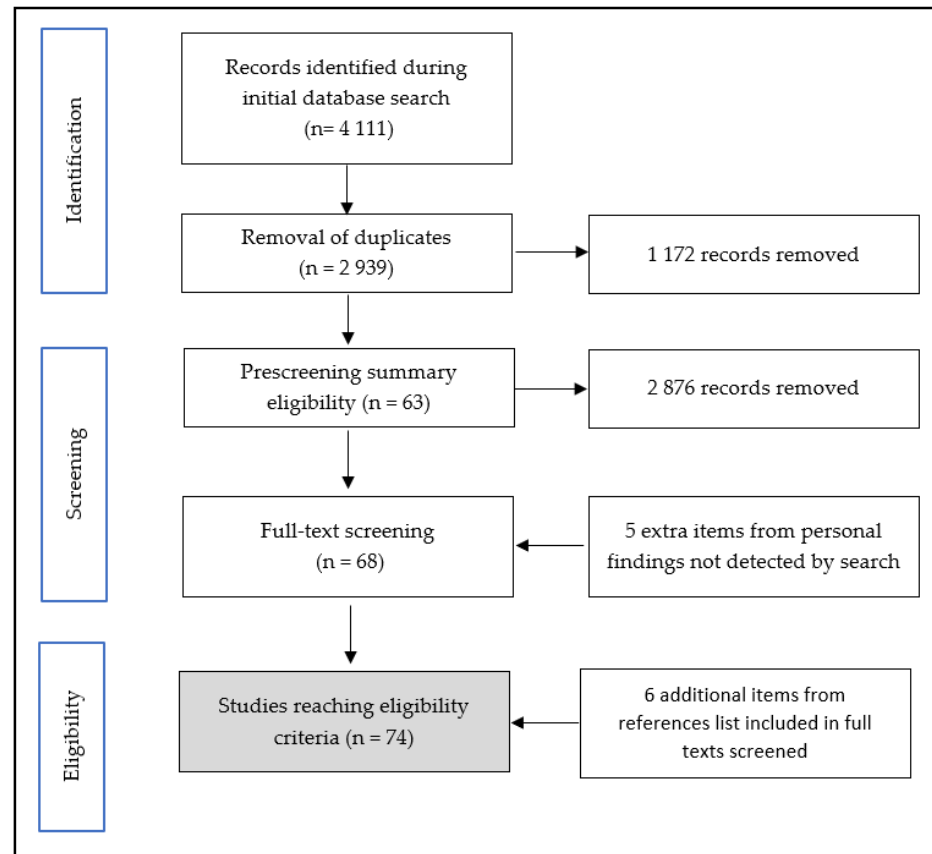 Identification
Records identified during
initial database search
(n= 4 111)
Removal of duplicates
(n = 2 939)
1 172 records removed
Screening
Prescreening summary
eligibility (n = 63)
2 876 records removed
Full-text screening
(n = 68)
5 extra items from personal
findings not detected by search
Eligibility
Studies reaching eligibility
criteria (n = 74)
6 additional items from
references list included in full
texts screened